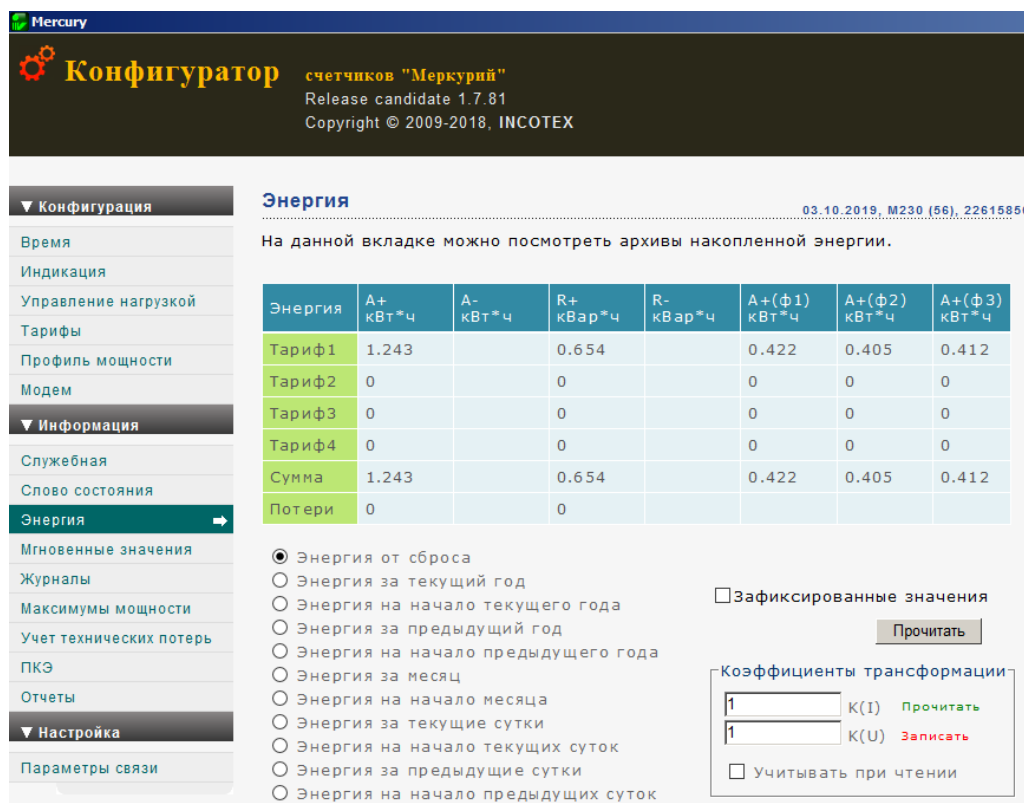 Mercury
Конфигуратор счетчиков "Меркурий"
Release candidate 1.7.81
Copyright © 2009-2018, INCOTEX
▼ Конфигурация
Время
Индикация
Управление нагрузкой
Тарифы
Профиль мощности
Модем
▼ Информация
Служебная
Слово состояния
Энергия
Мгновенные значения
Журналы
Максимумы мощности
Учет технических потерь
ПКЭ
Отчеты
▼ Настройка
Параметры связи
Энергия
03.10.2019, M230 (56), 2261585
На данной вкладке можно посмотреть архивы накопленной энергии.
Энергия A+ кВт*ч A- кВт*ч R+ кВар*ч R- кВар*ч A+(ф1) кВт*ч A+(ф2) кВт*ч A+(ф3) кВт*ч
Тариф1 1.243 0.654 0.422 0.405 0.412
Тариф2 0 0 0 0 0
Тариф3 0 0 0 0 0
Тариф4 0 0 0 0 0
Сумма 1.243 0.654 0.422 0.405 0.412
Потери 0 0
Энергия от сброса
Энергия за текущий год
Энергия на начало текущего года
Энергия за предыдущий год
Энергия на начало предыдущего года
Энергия за месяц
Энергия на начало месяца
Энергия за текущие сутки
Энергия на начало текущих суток
Энергия за предыдущие сутки
Энергия на начало предыдущих суток
Зафиксированные значения
Прочитать
Коэффициенты трансформации
1 K(I) Прочитать
1 K(U) Записать
Учитывать при чтении